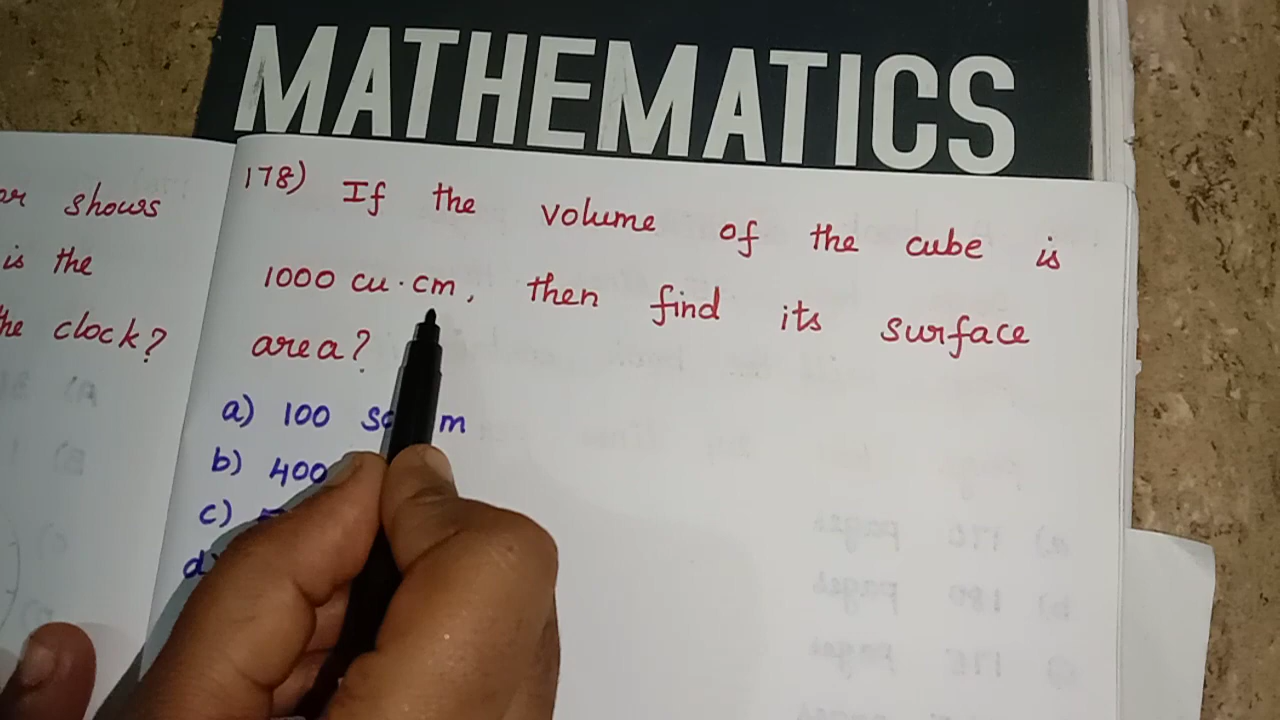 MATHEMATICS
or shows
is the
the clock?
178) If the volume of the cube is
1000 cu.cm, then find its surface
area?
a) 100 m
b) 400
c)
d)